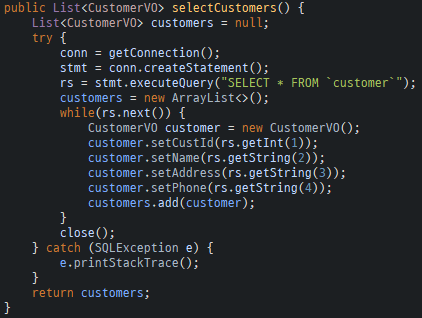 public List<CustomerVO> selectCustomers() {
    List<CustomerVO> customers = null;
    try {
        conn = getConnection();
        stmt = conn.createStatement();
        rs = stmt.executeQuery("SELECT * FROM `customer`");
        customers = new ArrayList<>();
        while(rs.next()) {
            CustomerVO customer = new CustomerVO();
            customer.setCustId(rs.getInt(1));
            customer.setName(rs.getString(2));
            customer.setAddress(rs.getString(3));
            customer.setPhone(rs.getString(4));
            customers.add(customer);
        }
        close();
    } catch (SQLException e) {
        e.printStackTrace();
    }
    return customers;
}